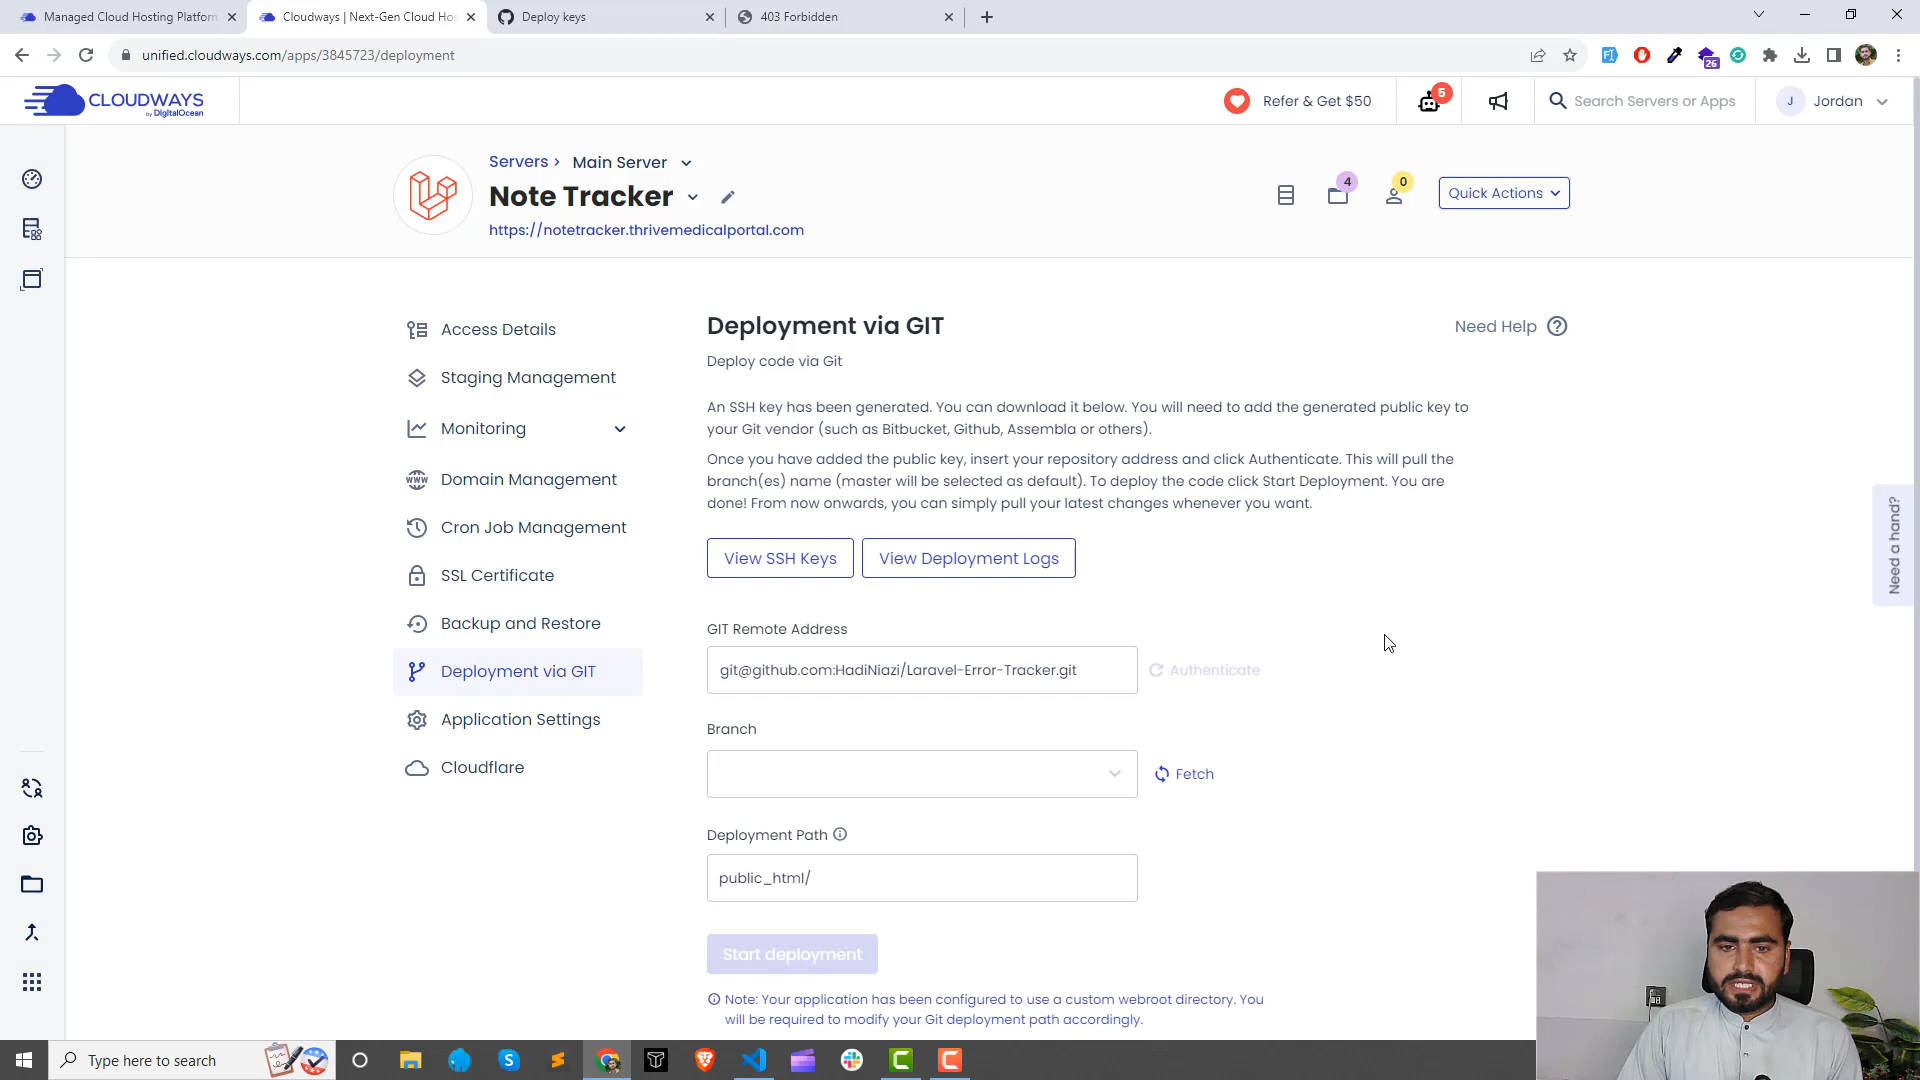 Managed Cloud Hosting Platform
Cloudways | Next-Gen Cloud Hos
Deploy keys
403 Forbidden
unified.cloudways.com/apps/3845723/deployment
26
CLOUDWAYS
by DigitalOcean
Refer & Get $50
5
Search Servers or Apps
J
Jordan
Servers ›
Main Server
Note Tracker
https://notetracker.thrivemedicalportal.com
4
0
Quick Actions
Access Details
Staging Management
Monitoring
Domain Management
Cron Job Management
SSL Certificate
Backup and Restore
Deployment via GIT
Application Settings
Cloudflare
Deployment via GIT
Need Help
Deploy code via Git
An SSH key has been generated. You can download it below. You will need to add the generated public key to
your Git vendor (such as Bitbucket, Github, Assembla or others).
Once you have added the public key, insert your repository address and click Authenticate. This will pull the
branch(es) name (master will be selected as default). To deploy the code click Start Deployment. You are
done! From now onwards, you can simply pull your latest changes whenever you want.
View SSH Keys
View Deployment Logs
GIT Remote Address
git@github.com:HadiNiazi/Laravel-Error-Tracker.git
Authenticate
Branch
Fetch
Deployment Path
public_html/
Start deployment
Note: Your application has been configured to use a custom webroot directory. You
will be required to modify your Git deployment path accordingly.
Need a hand?
Type here to search